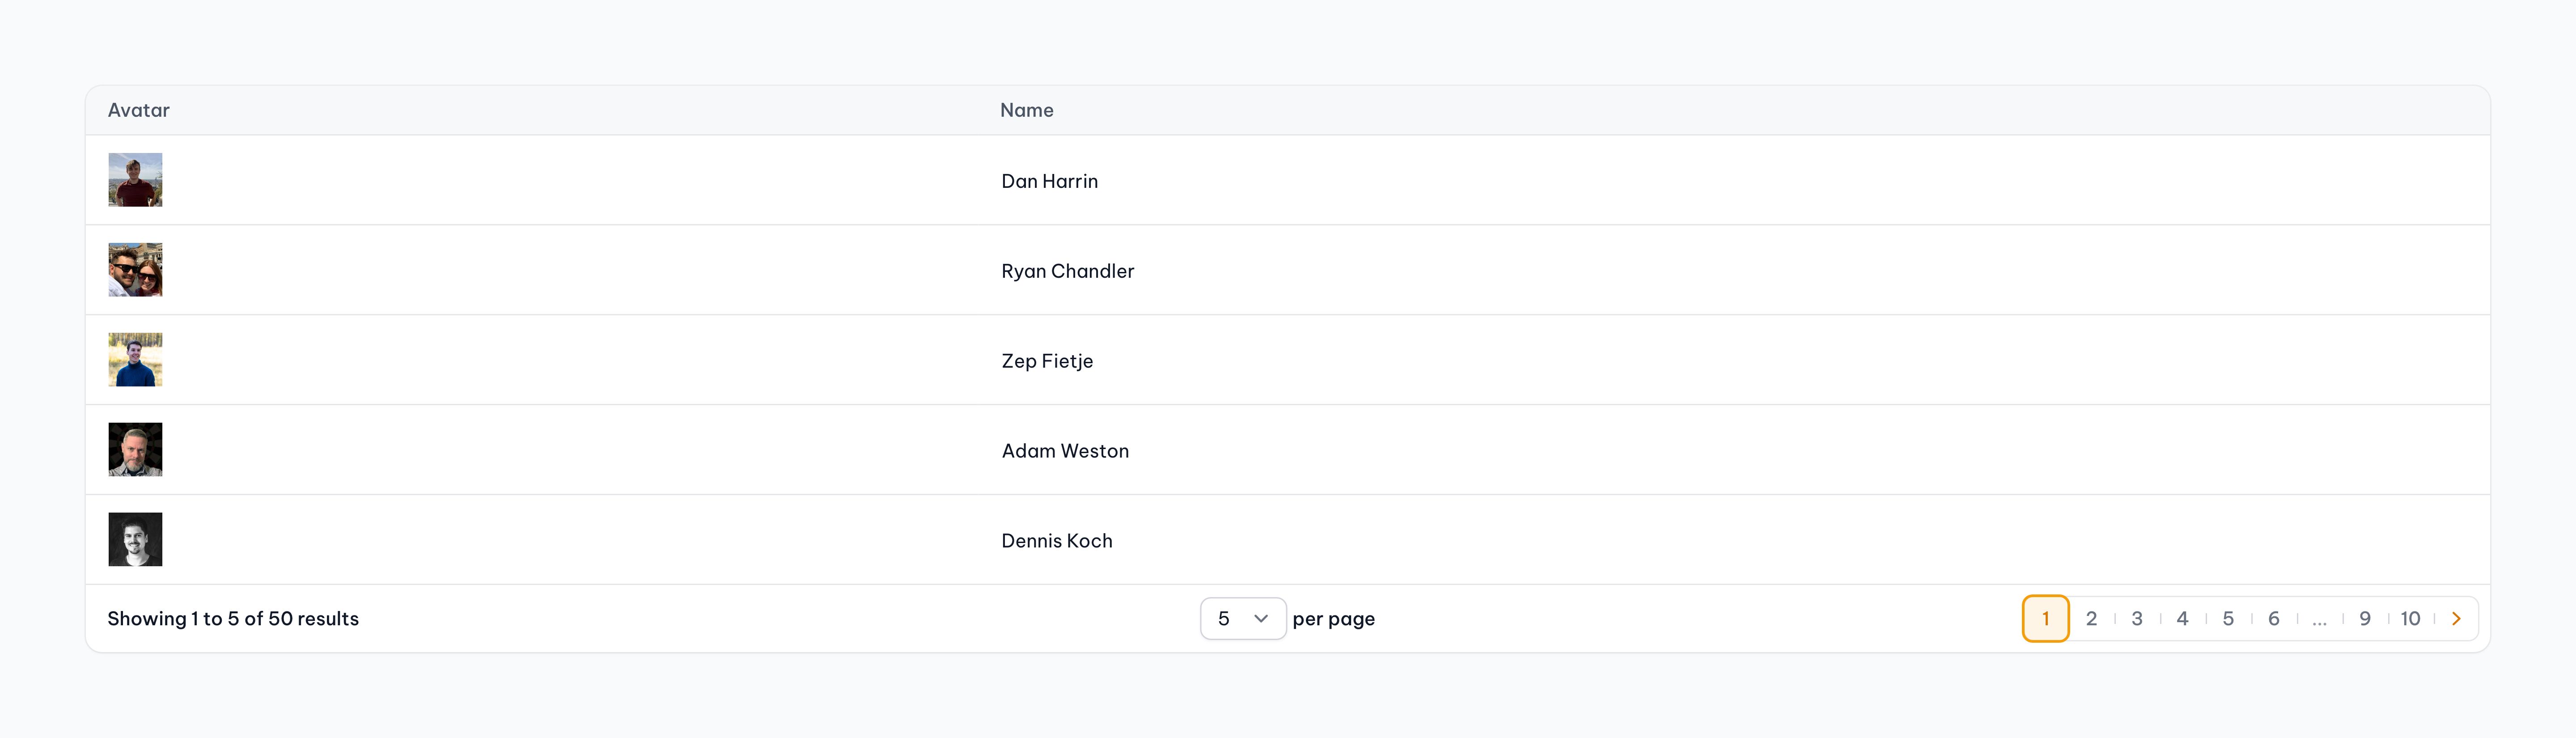 Avatar Name
Dan Harrin
Ryan Chandler
Zep Fietje
Adam Weston
Dennis Koch
Showing 1 to 5 of 50 results 5 per page 1 2 3 4 5 6 ... 9 10